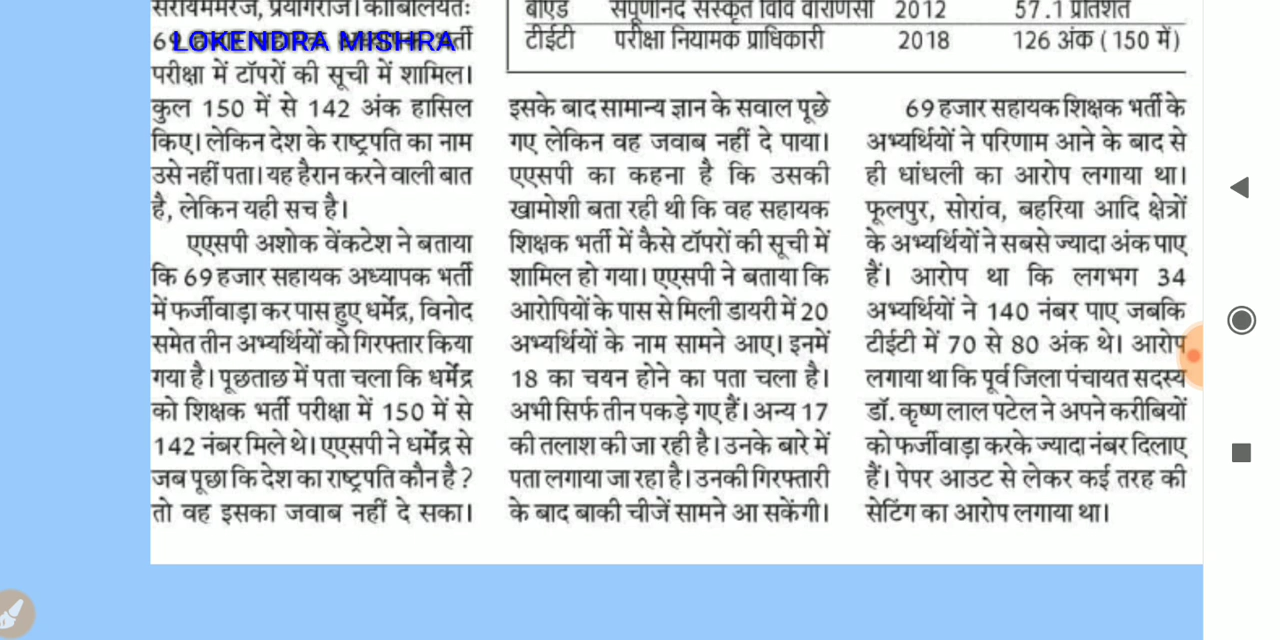 सरायममरेज, प्रयागराज। काबिलियतः
69 हजार सहायक अध्यापक भर्ती
LOKENDRA MISHRA
परीक्षा में टॉपरों की सूची में शामिल।
कुल 150 में से 142 अंक हासिल
किए। लेकिन देश के राष्ट्रपति का नाम
उसे नहीं पता। यह हैरान करने वाली बात
है, लेकिन यही सच है।
एएसपी अशोक वेंकटेश ने बताया
कि 69 हजार सहायक अध्यापक भर्ती
में फर्जीवाड़ा कर पास हुए धर्मेंद्र, विनोद
समेत तीन अभ्यर्थियों को गिरफ्तार किया
गया है। पूछताछ में पता चला कि धर्मेंद्र
को शिक्षक भर्ती परीक्षा में 150 में से
142 नंबर मिले थे। एएसपी ने धर्मेंद्र से
जब पूछा कि देश का राष्ट्रपति कौन है ?
तो वह इसका जवाब नहीं दे सका।
बीएड संपूर्णानंद संस्कृत विवि वाराणसी 2012 57.1 प्रतिशत
टीईटी परीक्षा नियामक प्राधिकारी 2018 126 अंक ( 150 में)
इसके बाद सामान्य ज्ञान के सवाल पूछे
गए लेकिन वह जवाब नहीं दे पाया।
एएसपी का कहना है कि उसकी
खामोशी बता रही थी कि वह सहायक
शिक्षक भर्ती में कैसे टॉपरों की सूची में
शामिल हो गया। एएसपी ने बताया कि
आरोपियों के पास से मिली डायरी में 20
अभ्यर्थियों के नाम सामने आए। इनमें
18 का चयन होने का पता चला है।
अभी सिर्फ तीन पकड़े गए हैं। अन्य 17
की तलाश की जा रही है। उनके बारे में
पता लगाया जा रहा है। उनकी गिरफ्तारी
के बाद बाकी चीजें सामने आ सकेंगी।
69 हजार सहायक शिक्षक भर्ती के
अभ्यर्थियों ने परिणाम आने के बाद से
ही धांधली का आरोप लगाया था।
फूलपुर, सोरांव, बहरिया आदि क्षेत्रों
के अभ्यर्थियों ने सबसे ज्यादा अंक पाए
हैं। आरोप था कि लगभग 34
अभ्यर्थियों ने 140 नंबर पाए जबकि
टीईटी में 70 से 80 अंक थे। आरोप
लगाया था कि पूर्व जिला पंचायत सदस्य
डॉ. कृष्ण लाल पटेल ने अपने करीबियों
को फर्जीवाड़ा करके ज्यादा नंबर दिलाए
हैं। पेपर आउट से लेकर कई तरह की
सेटिंग का आरोप लगाया था।